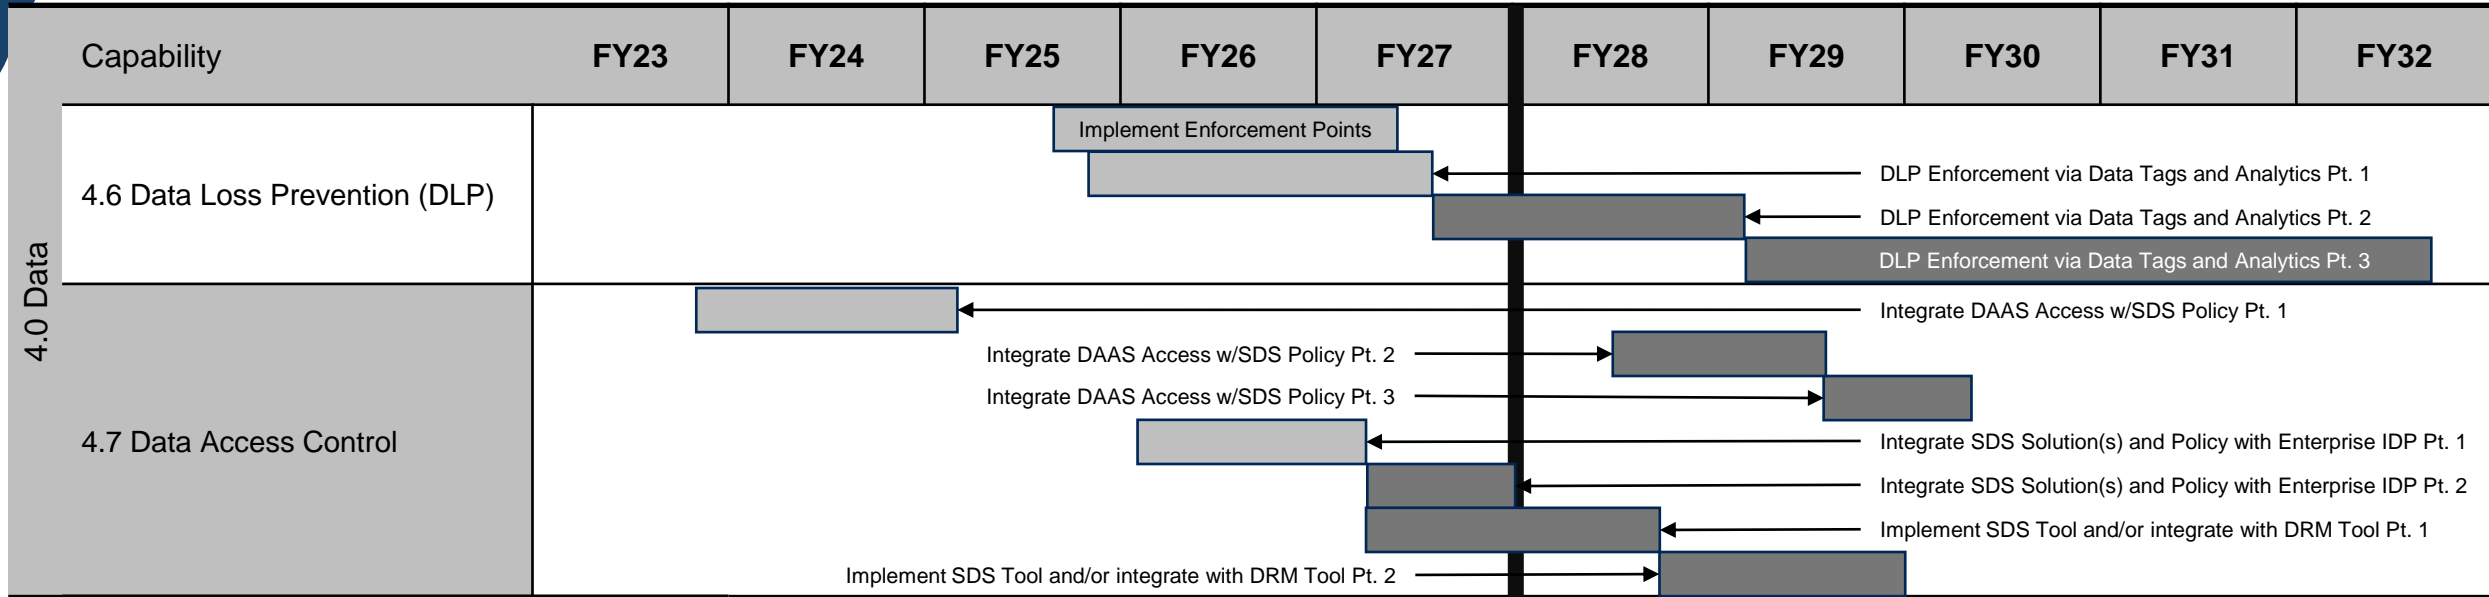 Capability FY23 FY24 FY25 FY26 FY27 FY28 FY29 FY30 FY31 FY32
4.0 Data
4.6 Data Loss Prevention (DLP)
Implement Enforcement Points
DLP Enforcement via Data Tags and Analytics Pt. 1
DLP Enforcement via Data Tags and Analytics Pt. 2
DLP Enforcement via Data Tags and Analytics Pt. 3
4.7 Data Access Control
Integrate DAAS Access w/SDS Policy Pt. 1
Integrate DAAS Access w/SDS Policy Pt. 2
Integrate DAAS Access w/SDS Policy Pt. 3
Integrate SDS Solution(s) and Policy with Enterprise IDP Pt. 1
Integrate SDS Solution(s) and Policy with Enterprise IDP Pt. 2
Implement SDS Tool and/or integrate with DRM Tool Pt. 1
Implement SDS Tool and/or integrate with DRM Tool Pt. 2